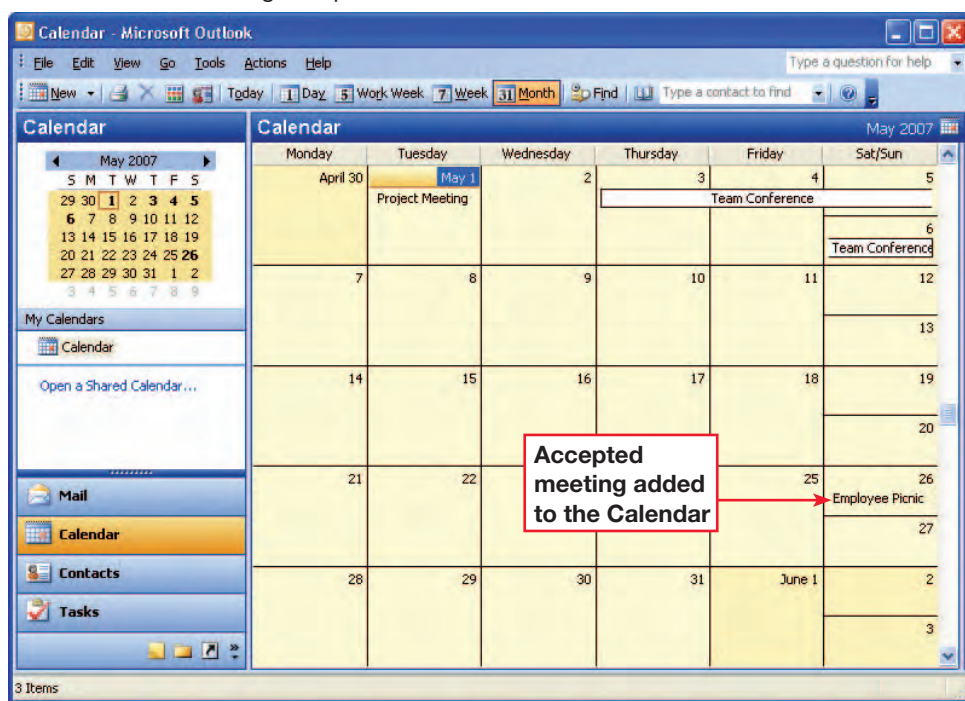 Calendar - Microsoft Outlook
File Edit View Go Tools Actions Help Type a question for help
New Today 1 Day 5 Work Week 7 Week 31 Month Find Type a contact to find
Calendar
May 2007
S M T W T F S
29 30 1 2 3 4 5
6 7 8 9 10 11 12
13 14 15 16 17 18 19
20 21 22 23 24 25 26
27 28 29 30 31 1 2
3 4 5 6 7 8 9
My Calendars
Calendar
Open a Shared Calendar...
Mail
Calendar
Contacts
Tasks
Calendar May 2007
Monday Tuesday Wednesday Thursday Friday Sat/Sun
April 30 May 1 2 3 4 5
Project Meeting Team Conference
6
Team Conference
7 8 9 10 11 12
13
14 15 16 17 18 19
20
21 22 25 26
Employee Picnic
27
Accepted
meeting added
to the Calendar
28 29 30 31 June 1 2
3
3 Items